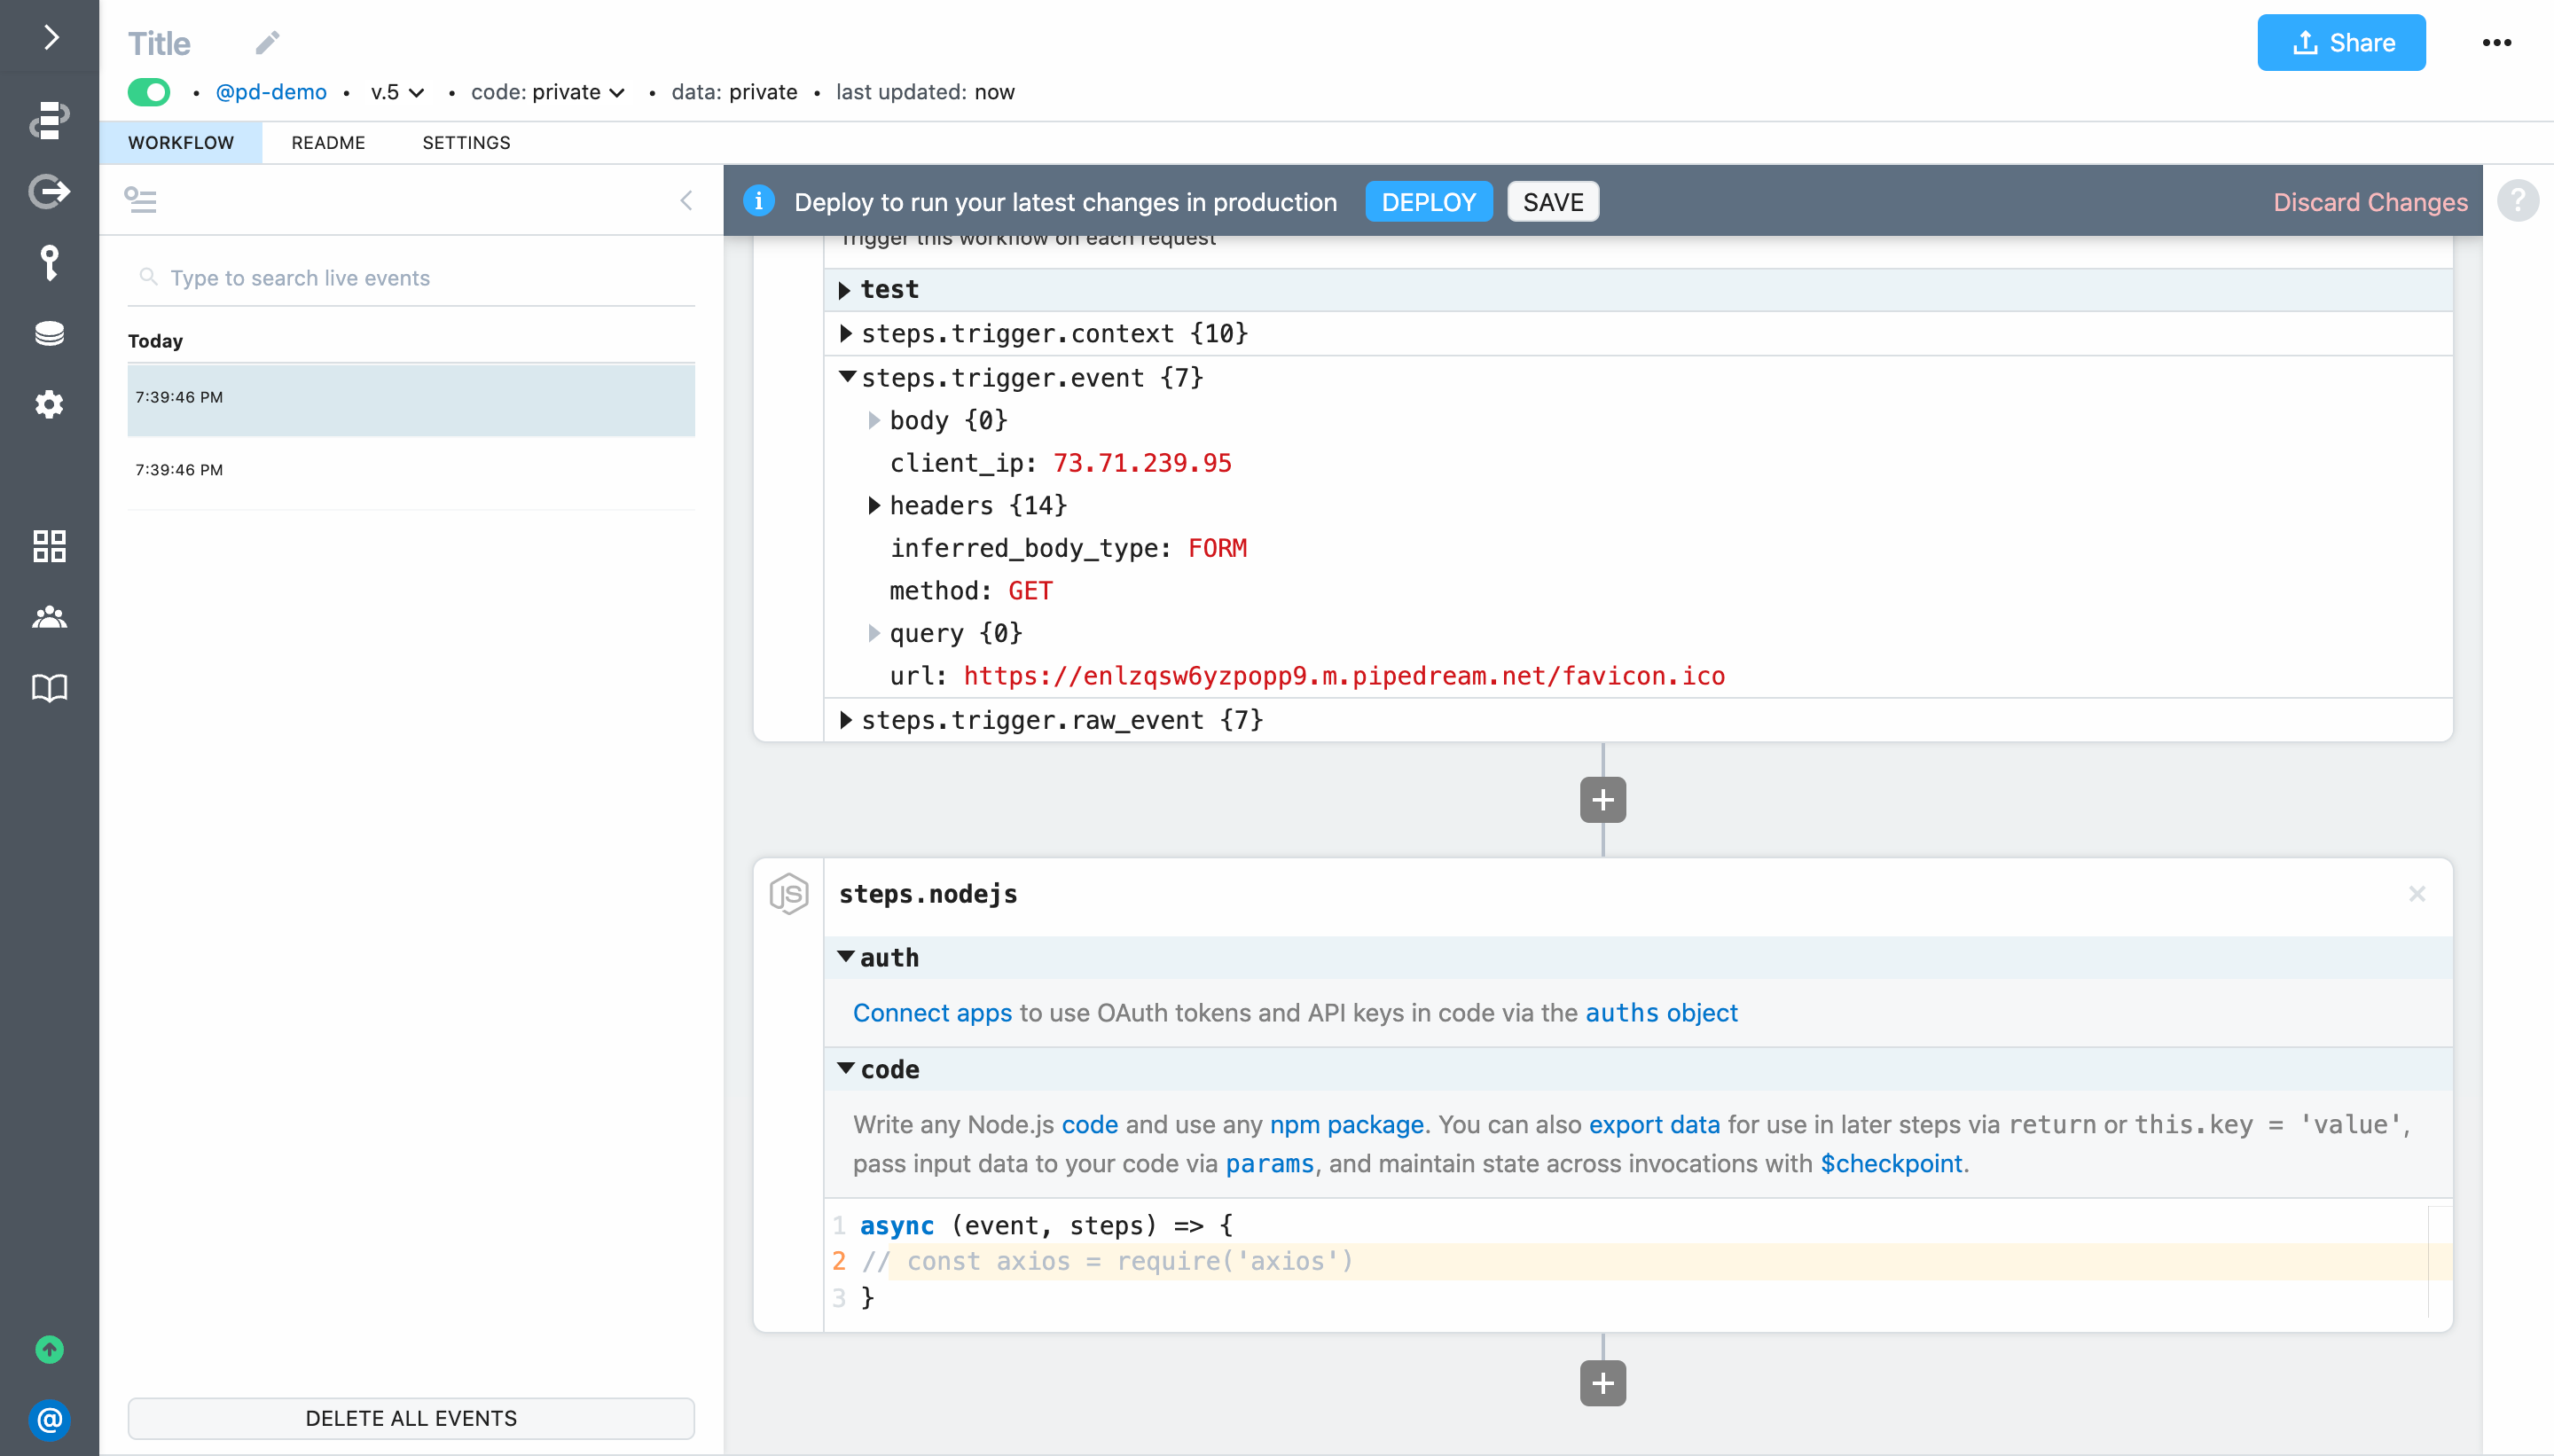 Title
Share
@pd-demo • v.5 • code: private • data: private • last updated: now
WORKFLOW README SETTINGS
Deploy to run your latest changes in production DEPLOY SAVE Discard Changes
?
Type to search live events
Today
7:39:46 PM
7:39:46 PM
DELETE ALL EVENTS
Trigger this workflow on each request
test
steps.trigger.context {10}
steps.trigger.event {7}
body {0}
client_ip: 73.71.239.95
headers {14}
inferred_body_type: FORM
method: GET
query {0}
url: https://enlzqsw6yzpopp9.m.pipedream.net/favicon.ico
steps.trigger.raw_event {7}
JS
steps.nodejs
auth
Connect apps to use OAuth tokens and API keys in code via the auths object
code
Write any Node.js code and use any npm package. You can also export data for use in later steps via return or this.key = 'value',
pass input data to your code via params, and maintain state across invocations with $checkpoint.
1 async (event, steps) => {
2 // const axios = require('axios')
3 }
@